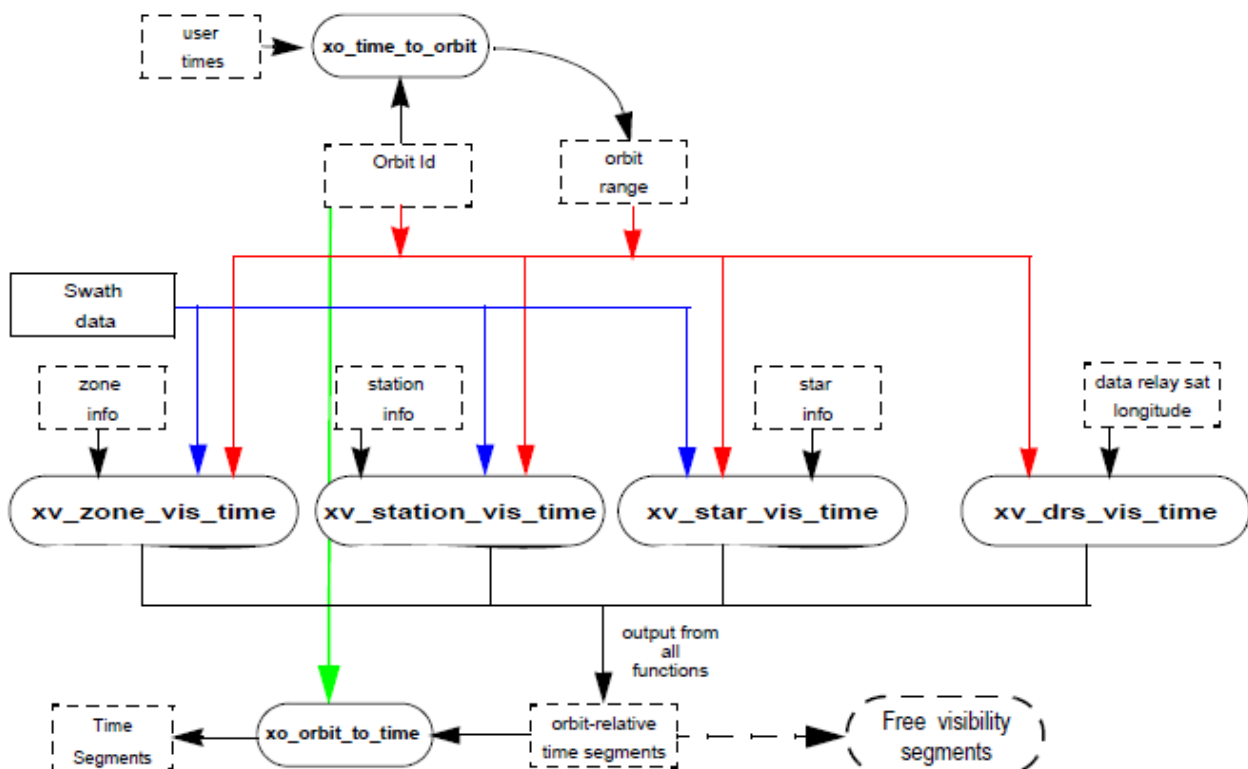 user
times
xo_time_to_orbit
Orbit Id
orbit
range
Swath
data
zone
info
station
info
star
info
data relay sat
longitude
xv_zone_vis_time
xv_station_vis_time
xv_star_vis_time
xv_drs_vis_time
output from
all
functions
Time
Segments
xo_orbit_to_time
orbit-relative
time segments
Free visibility
segments